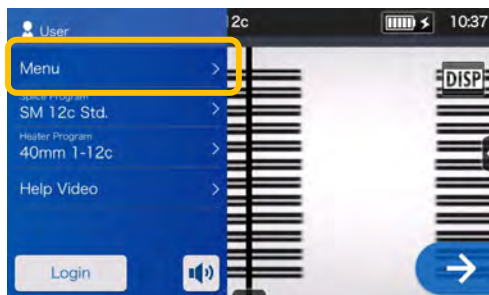 User
2c
10:37
Menu
DISP
Splice Program
SM 12c Std.
Heater Program
40mm 1-12c
Help Video
Login